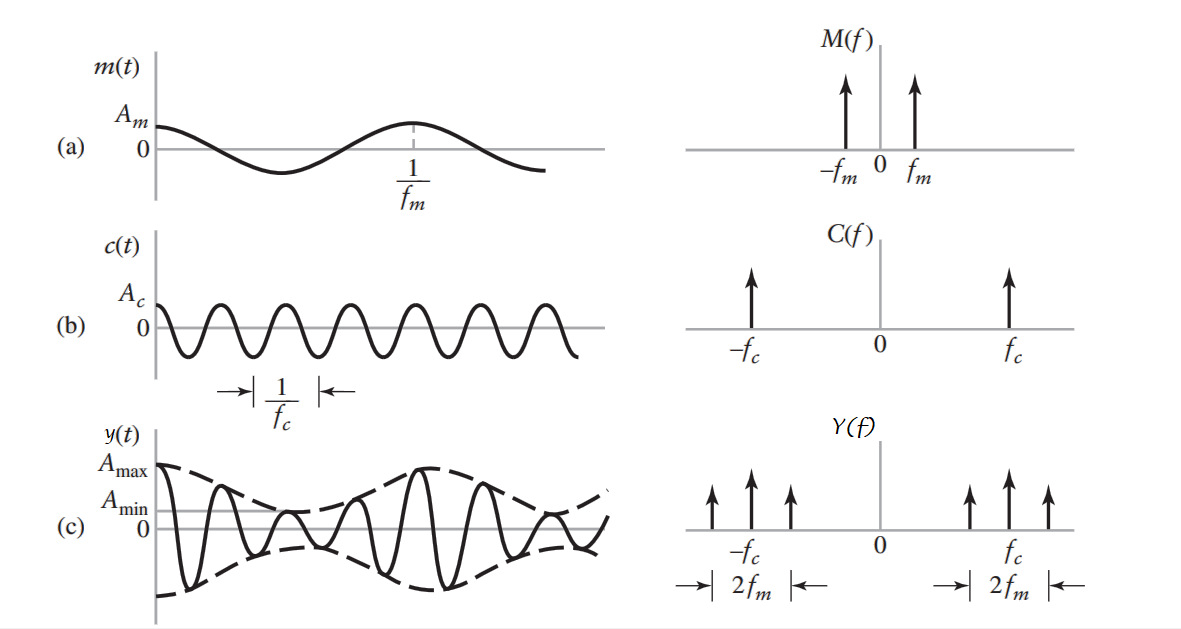 m(t)
A_m
(a)
0
1
f_m
M(f)
–f_m 0 f_m
c(t)
A_c
(b)
0
1
f_c
C(f)
–f_c 0 f_c
y(t)
A_max
A_min
(c)
0
Y(f)
–f_c 0 f_c
2f_m 2f_m